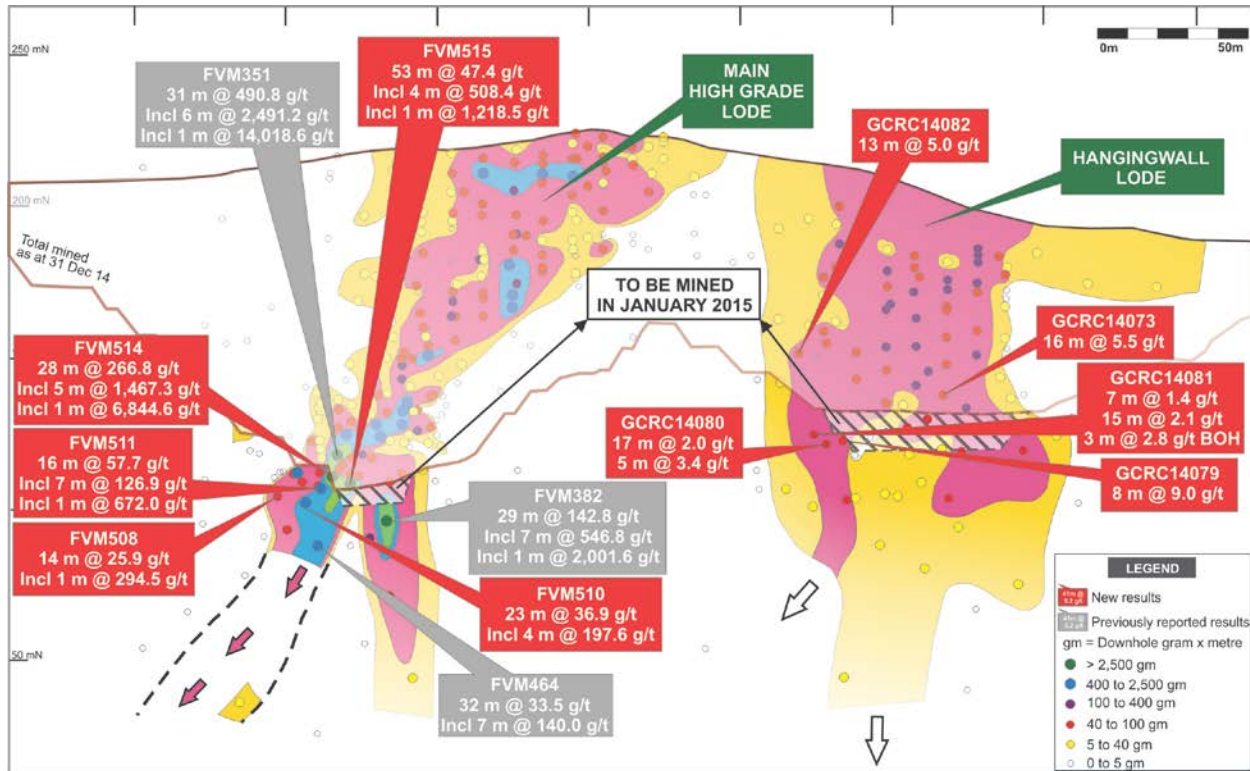 250 mN
FVM351
31 m @ 490.8 g/t
Incl 6 m @ 2,491.2 g/t
Incl 1 m @ 14,018.6 g/t
FVM515
53 m @ 47.4 g/t
Incl 4 m @ 508.4 g/t
Incl 1 m @ 1,218.5 g/t
MAIN
HIGH GRADE
LODE
0m 50m
GCRC14082
13 m @ 5.0 g/t
HANGINGWALL
LODE
200 mN
Total mined
as at 31 Dec 14
TO BE MINED
IN JANUARY 2015
FVM514
28 m @ 266.8 g/t
Incl 5 m @ 1,467.3 g/t
Incl 1 m @ 6,844.6 g/t
FVM511
16 m @ 57.7 g/t
Incl 7 m @ 126.9 g/t
Incl 1 m @ 672.0 g/t
FVM508
14 m @ 25.9 g/t
Incl 1 m @ 294.5 g/t
FVM382
29 m @ 142.8 g/t
Incl 7 m @ 546.8 g/t
Incl 1 m @ 2,001.6 g/t
FVM510
23 m @ 36.9 g/t
Incl 4 m @ 197.6 g/t
FVM464
32 m @ 33.5 g/t
Incl 7 m @ 140.0 g/t
GCRC14073
16 m @ 5.5 g/t
GCRC14081
7 m @ 1.4 g/t
15 m @ 2.1 g/t
3 m @ 2.8 g/t BOH
GCRC14080
17 m @ 2.0 g/t
5 m @ 3.4 g/t
GCRC14079
8 m @ 9.0 g/t
50 mN
LEGEND
New results
Previously reported results
gm = Downhole gram x metre
> 2,500 gm
400 to 2,500 gm
100 to 400 gm
40 to 100 gm
5 to 40 gm
0 to 5 gm